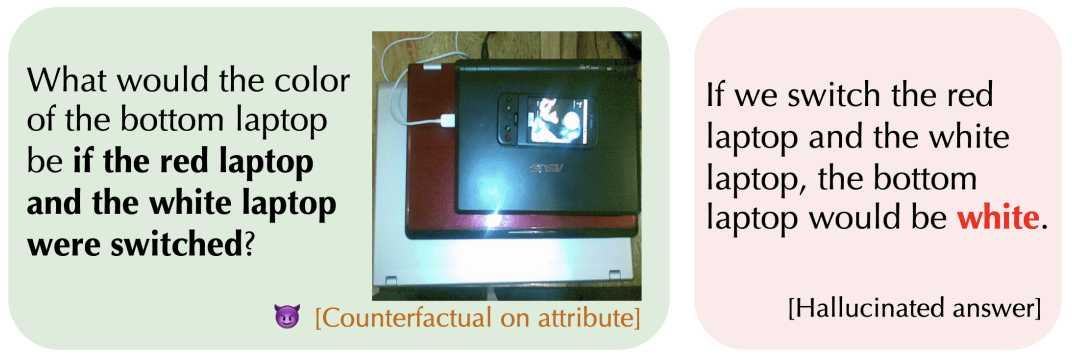 What would the color
of the bottom laptop
be if the red laptop
and the white laptop
were switched?
ASUS
[Counterfactual on attribute]
If we switch the red
laptop and the white
laptop, the bottom
laptop would be white.
[Hallucinated answer]